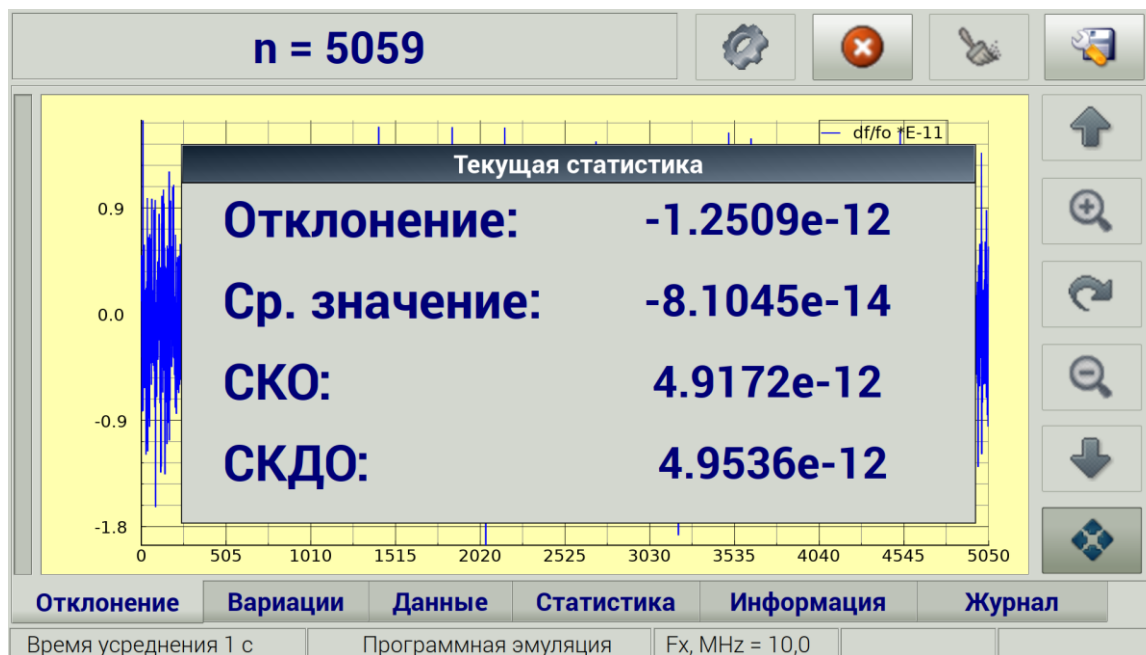 n = 5059
df/fo *E-11
Текущая статистика
Отклонение: -1.2509e-12
Ср. значение: -8.1045e-14
СКО: 4.9172e-12
СКДО: 4.9536e-12
0.9
0.0
-0.9
-1.8
0 505 1010 1515 2020 2525 3030 3535 4040 4545 5050
Отклонение Вариации Данные Статистика Информация Журнал
Время усреднения 1 с Программная эмуляция Fx, MHz = 10,0